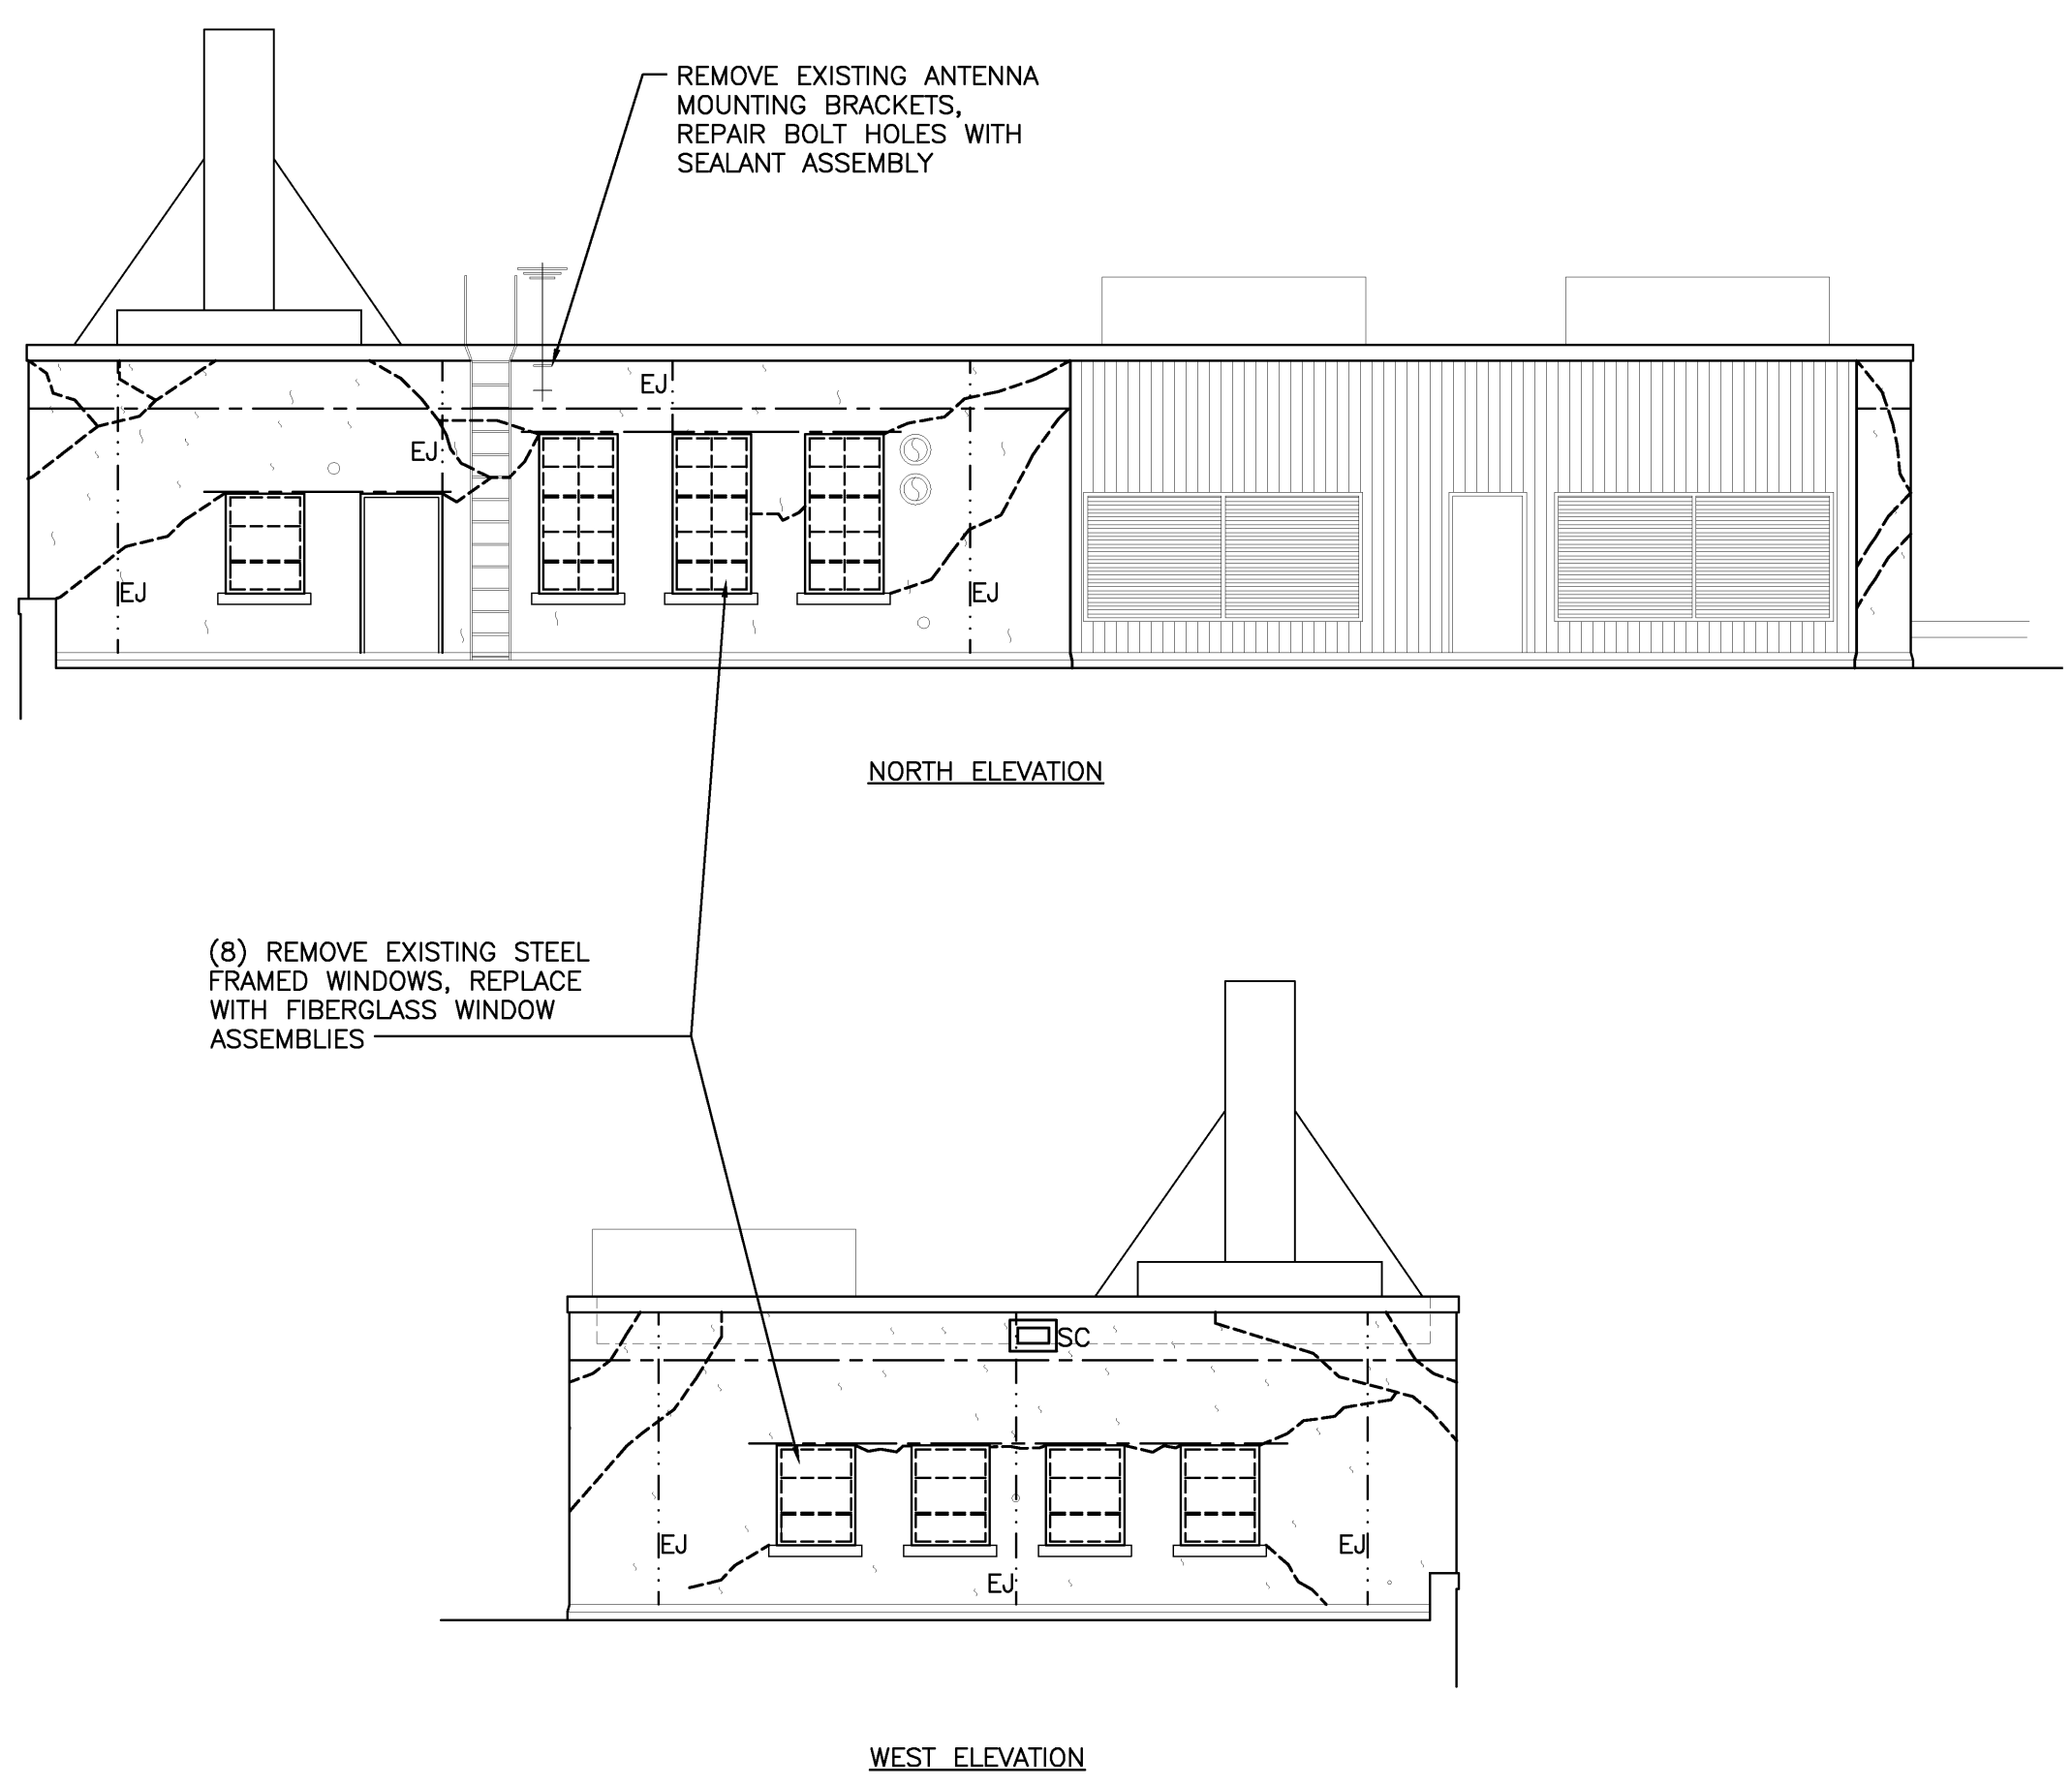 REMOVE EXISTING ANTENNA
MOUNTING BRACKETS,
REPAIR BOLT HOLES WITH
SEALANT ASSEMBLY
EJ
EJ
EJ
EJ
NORTH ELEVATION
(8) REMOVE EXISTING STEEL
FRAMED WINDOWS, REPLACE
WITH FIBERGLASS WINDOW
ASSEMBLIES
SC
EJ
EJ
EJ
WEST ELEVATION